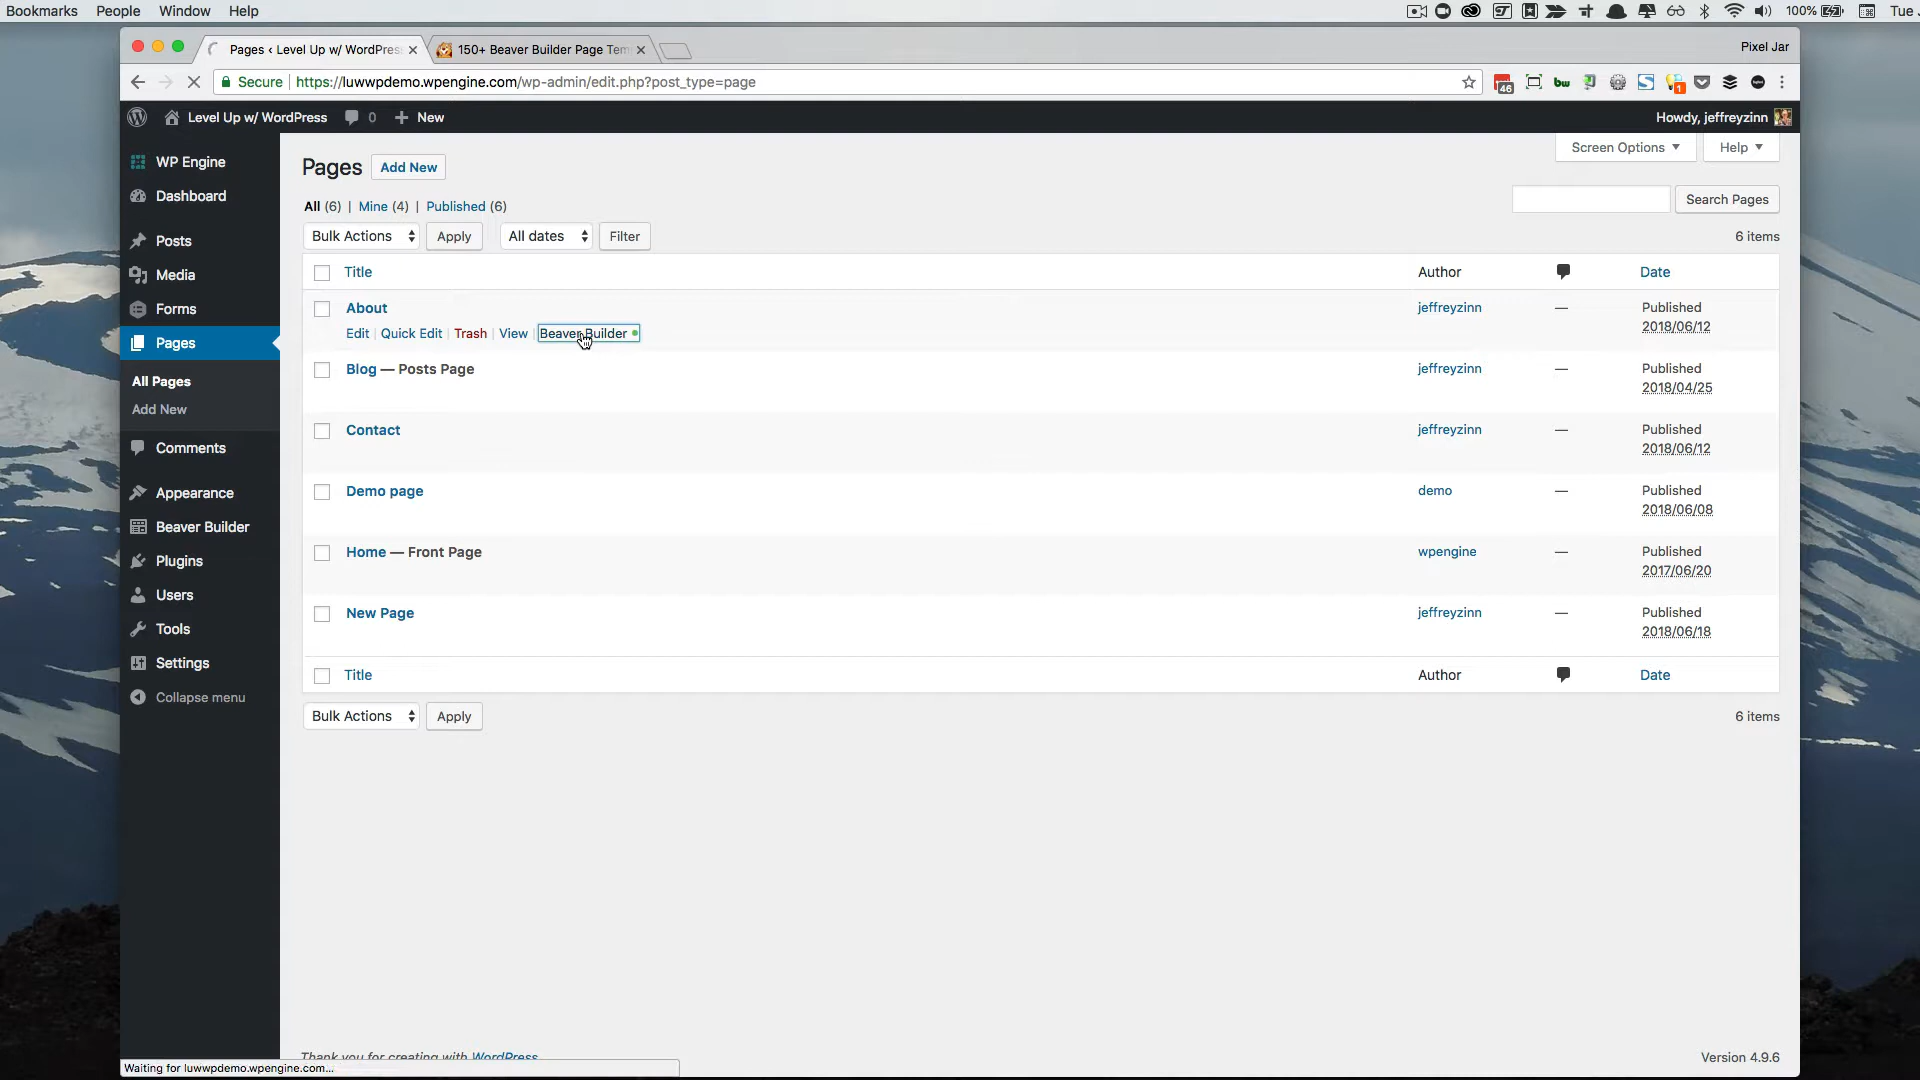 Bookmarks People Window Help
100% Tue
Pages ‹ Level Up w/ WordPres
150+ Beaver Builder Page Tem
Pixel Jar
Secure https://luwwpdemo.wpengine.com/wp-admin/edit.php?post_type=page
46
bw
1
Level Up w/ WordPress 0 New
Howdy, jeffreyzinn
WP Engine
Dashboard
Posts
Media
Forms
Pages
All Pages
Add New
Comments
Appearance
Beaver Builder
Plugins
Users
Tools
Settings
Collapse menu
Screen Options
Help
Pages Add New
All (6) | Mine (4) | Published (6)
Search Pages
Bulk Actions Apply All dates Filter
6 items
Title Author Date
About jeffreyzinn — Published
2018/06/12
Edit | Quick Edit | Trash | View | Beaver Builder
Blog — Posts Page jeffreyzinn — Published
2018/04/25
Contact jeffreyzinn — Published
2018/06/12
Demo page demo — Published
2018/06/08
Home — Front Page wpengine — Published
2017/06/20
New Page jeffreyzinn — Published
2018/06/18
Title Author Date
Bulk Actions Apply
6 items
Thank you for creating with WordPress
Version 4.9.6
Waiting for luwwpdemo.wpengine.com...